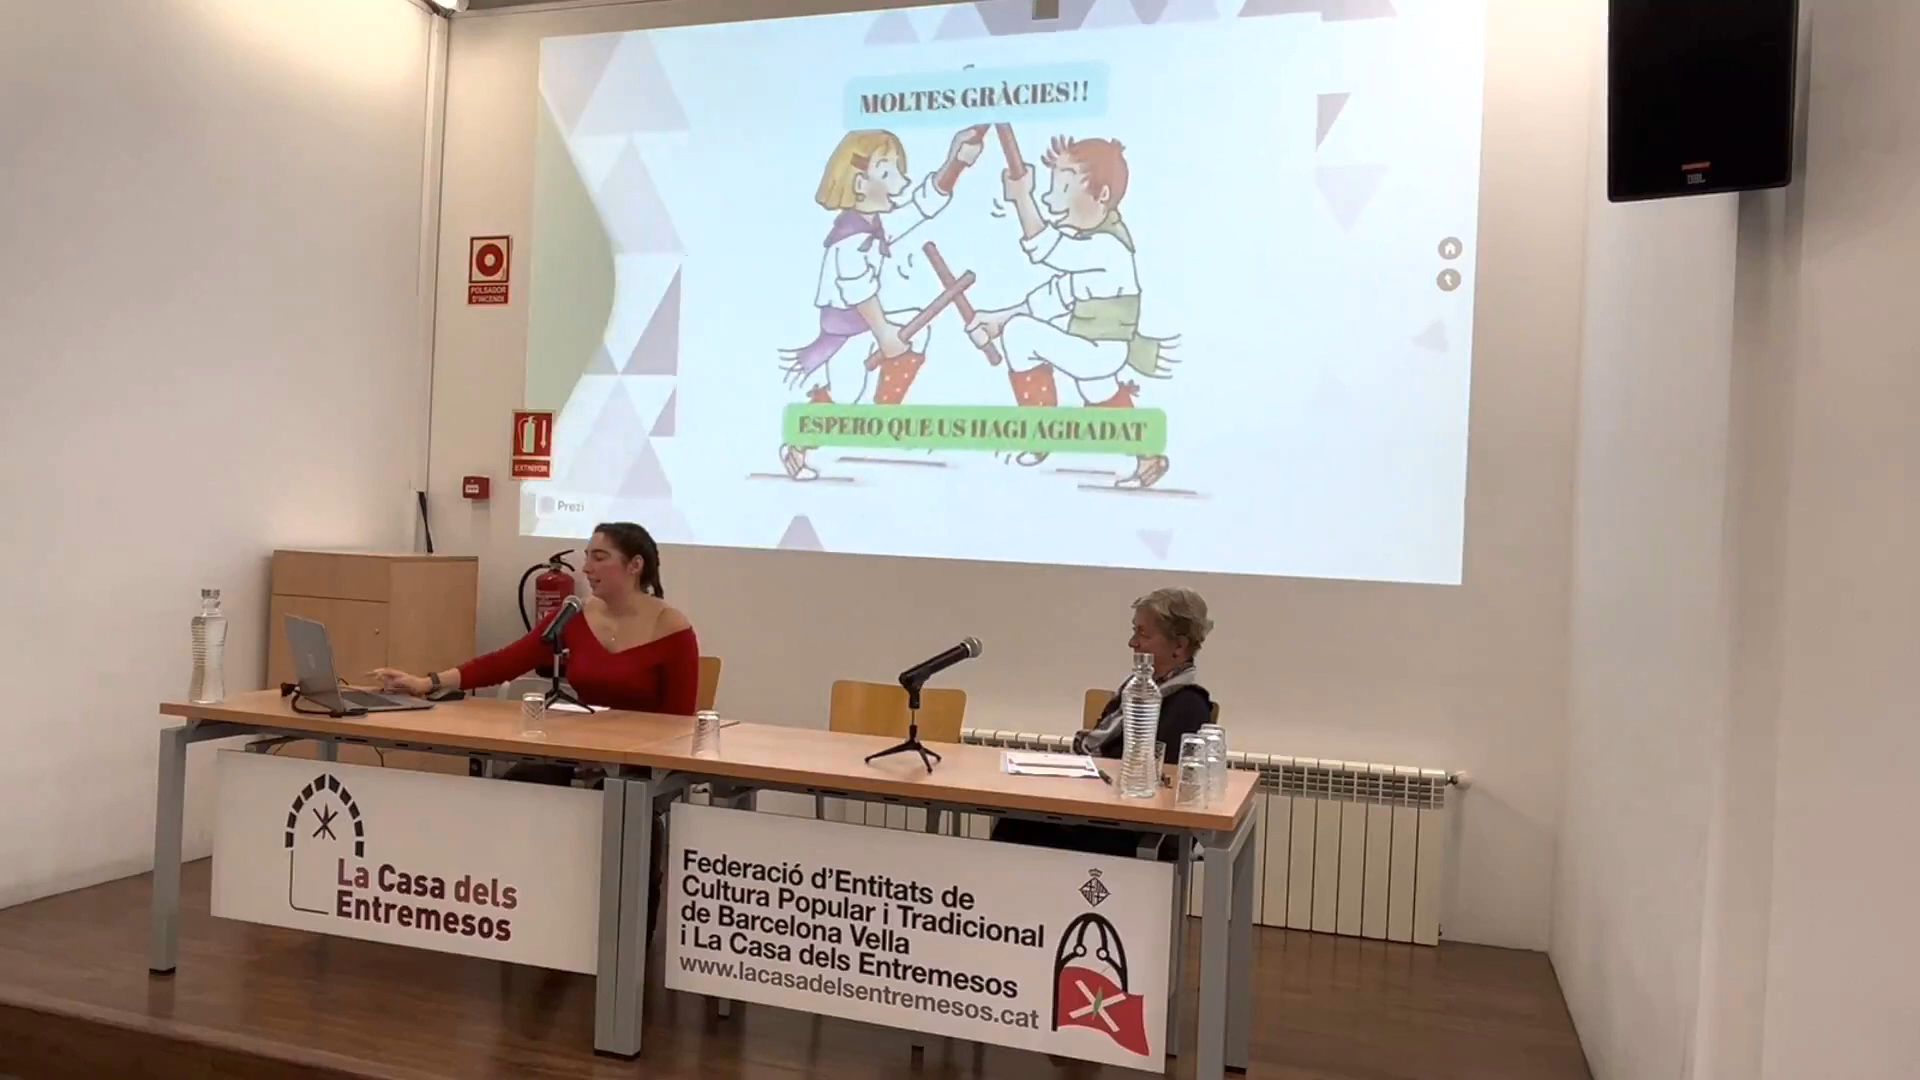 MOLTES GRÀCIES!!
ESPERO QUE US HAGI AGRADAT
Prezi
POLSADOR
D'INCENDI
EXTINTOR
JBL
La Casa dels
Entremesos
Federació d'Entitats de
Cultura Popular i Tradicional
de Barcelona Vella
i La Casa dels Entremesos
www.lacasadelsentremesos.cat